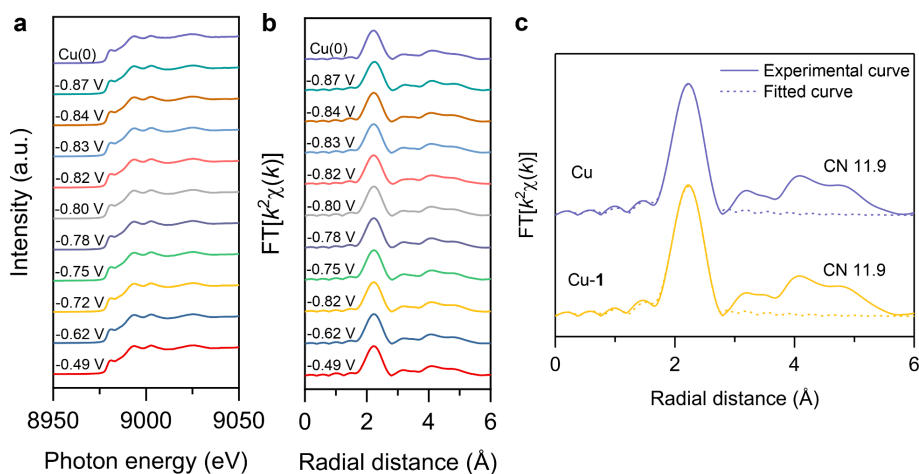 a
Intensity (a.u.)
Cu(0)
-0.87 V
-0.84 V
-0.83 V
-0.82 V
-0.80 V
-0.78 V
-0.75 V
-0.72 V
-0.62 V
-0.49 V
8950 9000 9050
Photon energy (eV)
b
FT[k²χ(k)]
Cu(0)
-0.87 V
-0.84 V
-0.83 V
-0.82 V
-0.80 V
-0.78 V
-0.75 V
-0.82 V
-0.62 V
-0.49 V
0 2 4 6
Radial distance (Å)
c
FT[k²χ(k)]
Experimental curve
Fitted curve
Cu
CN 11.9
Cu-1
CN 11.9
0 2 4 6
Radial distance (Å)